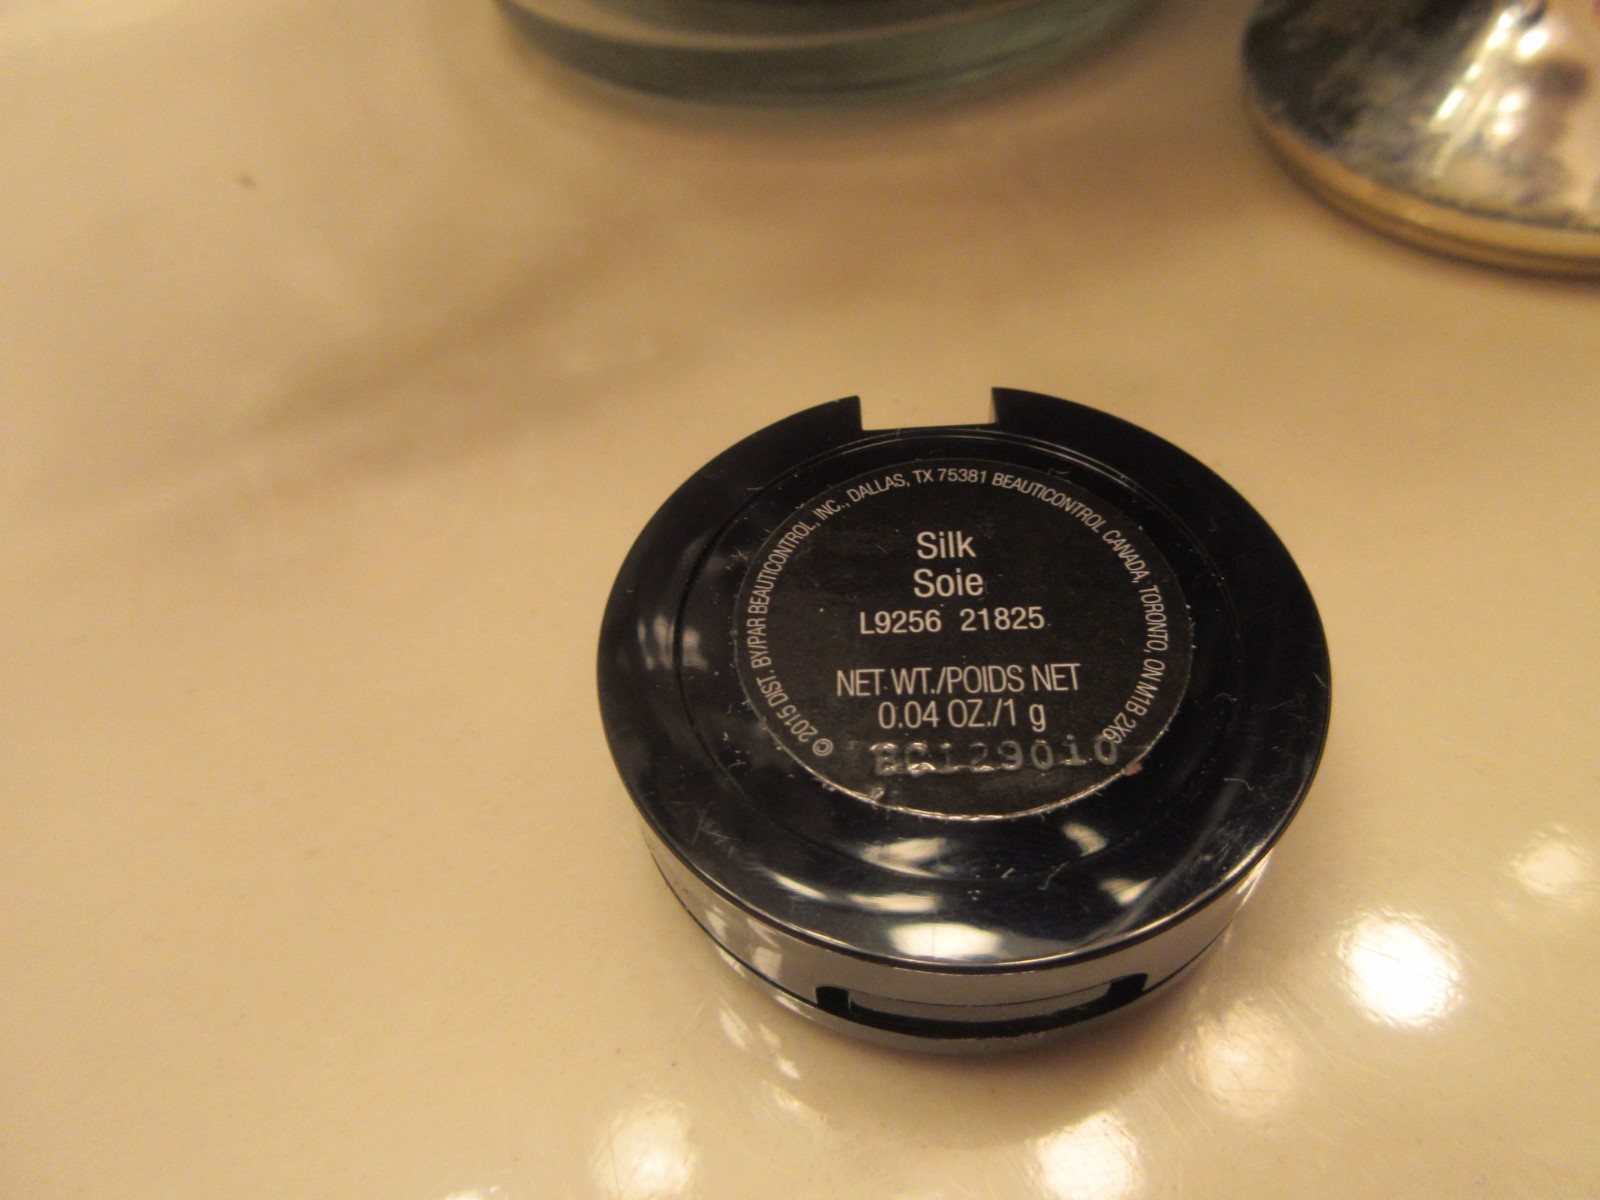 © 2015 DIST. BY/PAR BEAUTICONTROL, INC., DALLAS, TX 75381 BEAUTICONTROL CANADA, TORONTO, ON M1B 2X6
Silk
Soie
L9256 21825
NET WT./POIDS NET
0.04 OZ./1 g